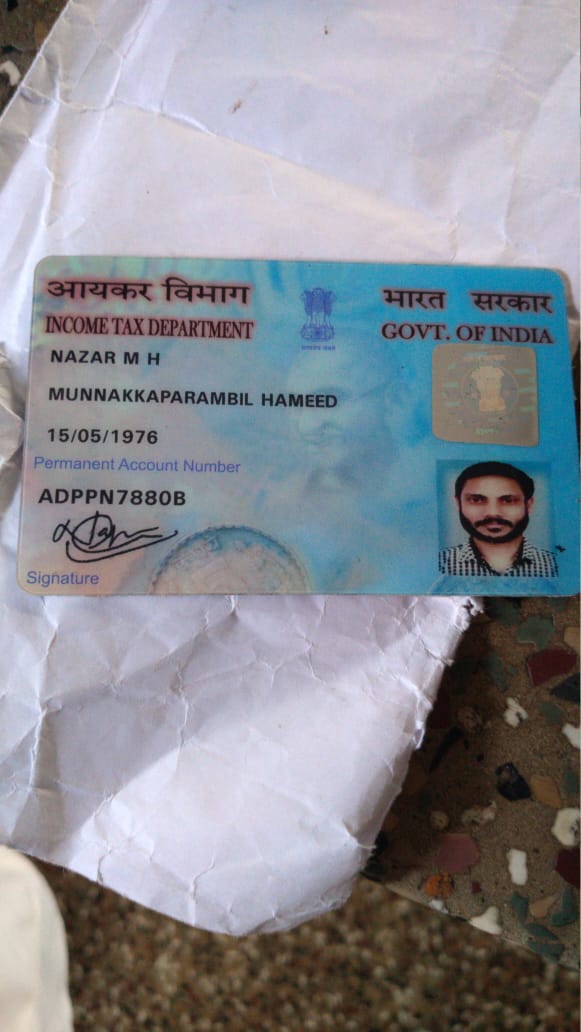 आयकर विभाग
INCOME TAX DEPARTMENT
भारत सरकार
GOVT. OF INDIA
NAZAR M H
MUNNAKKAPARAMBIL HAMEED
15/05/1976
Permanent Account Number
ADPPN7880B
Signature